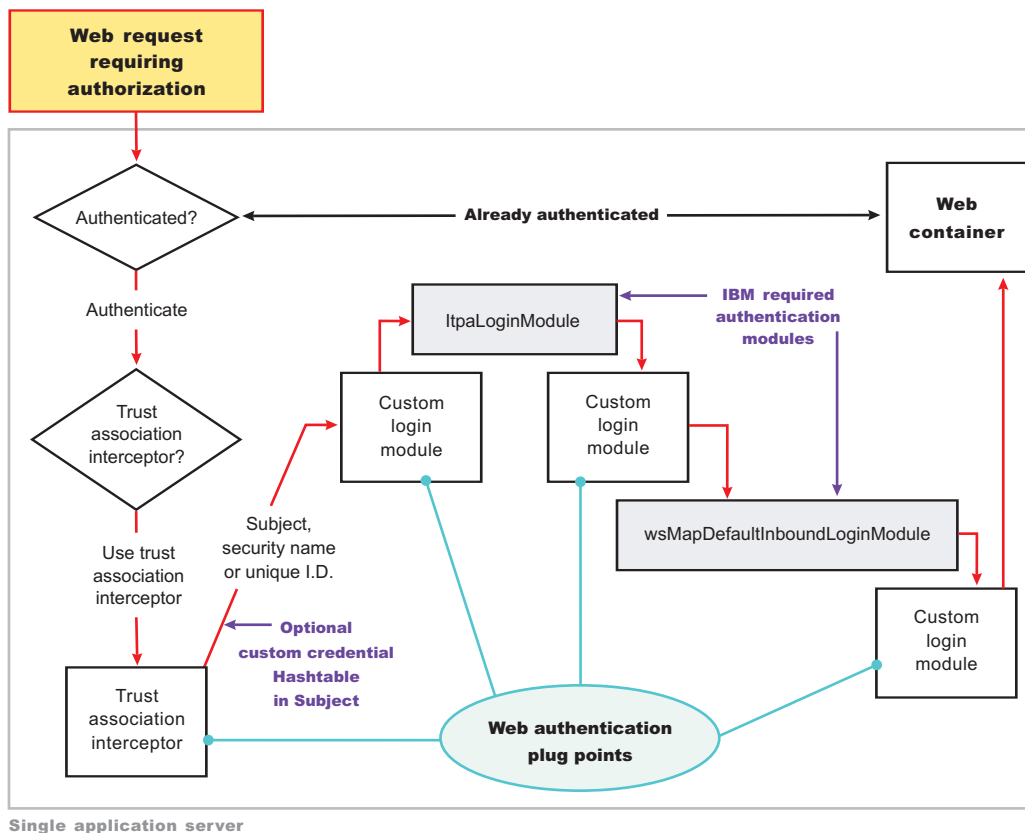 Web request
requiring
authorization
Authenticated?
Already authenticated
Web
container
Authenticate
ltpaLoginModule
IBM required
authentication
modules
Trust
association
interceptor?
Custom
login
module
Custom
login
module
Subject,
security name
or unique I.D.
wsMapDefaultInboundLoginModule
Use trust
association
interceptor
Optional
custom credential
Hashtable
in Subject
Custom
login
module
Trust
association
interceptor
Web authentication
plug points
Single application server